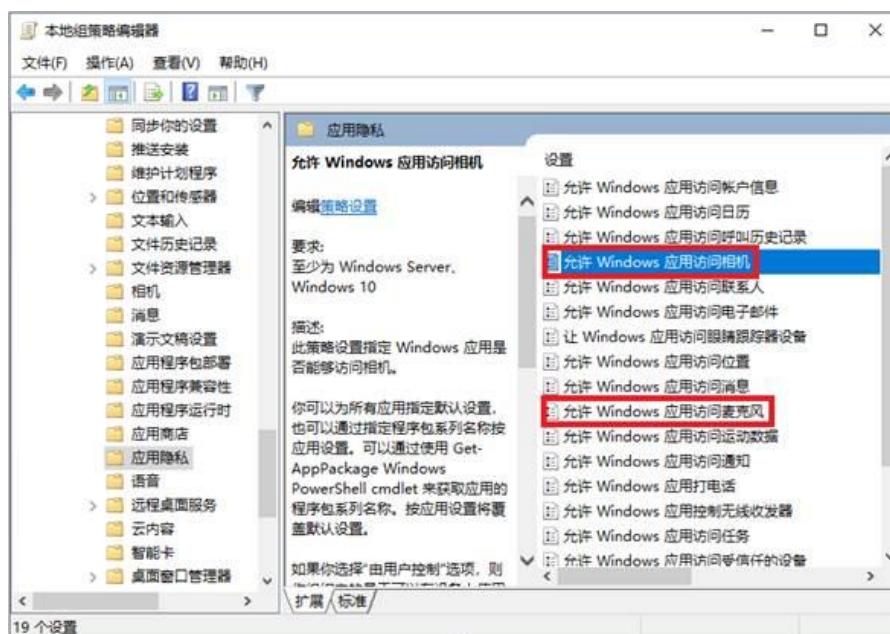 本地组策略编辑器
文件(F) 操作(A) 查看(V) 帮助(H)
同步你的设置
推送安装
维护计划程序
位置和传感器
文本输入
文件历史记录
文件资源管理器
相机
消息
演示文稿设置
应用程序包部署
应用程序兼容性
应用程序运行时
应用商店
应用隐私
语音
远程桌面服务
云内容
智能卡
桌面窗口管理器
应用隐私
允许 Windows 应用访问相机
编辑策略设置
要求:
至少为 Windows Server,
Windows 10
描述:
此策略设置指定 Windows 应用是
否能够访问相机。
你可以为所有应用指定默认设置,
也可以通过指定程序包系列名称按
应用设置。可以通过使用 Get-
AppPackage Windows
PowerShell cmdlet 来获取应用的
程序包系列名称。按应用设置将覆
盖默认设置。
如果你选择"由用户控制"选项，则
设置
允许 Windows 应用访问帐户信息
允许 Windows 应用访问日历
允许 Windows 应用访问呼叫历史记录
允许 Windows 应用访问相机
允许 Windows 应用访问联系人
允许 Windows 应用访问电子邮件
让 Windows 应用访问眼睛跟踪器设备
允许 Windows 应用访问位置
允许 Windows 应用访问消息
允许 Windows 应用访问麦克风
允许 Windows 应用访问运动数据
允许 Windows 应用访问通知
允许 Windows 应用打电话
允许 Windows 应用控制无线收发器
允许 Windows 应用访问任务
允许 Windows 应用访问受信任的设备
扩展 标准
19 个设置